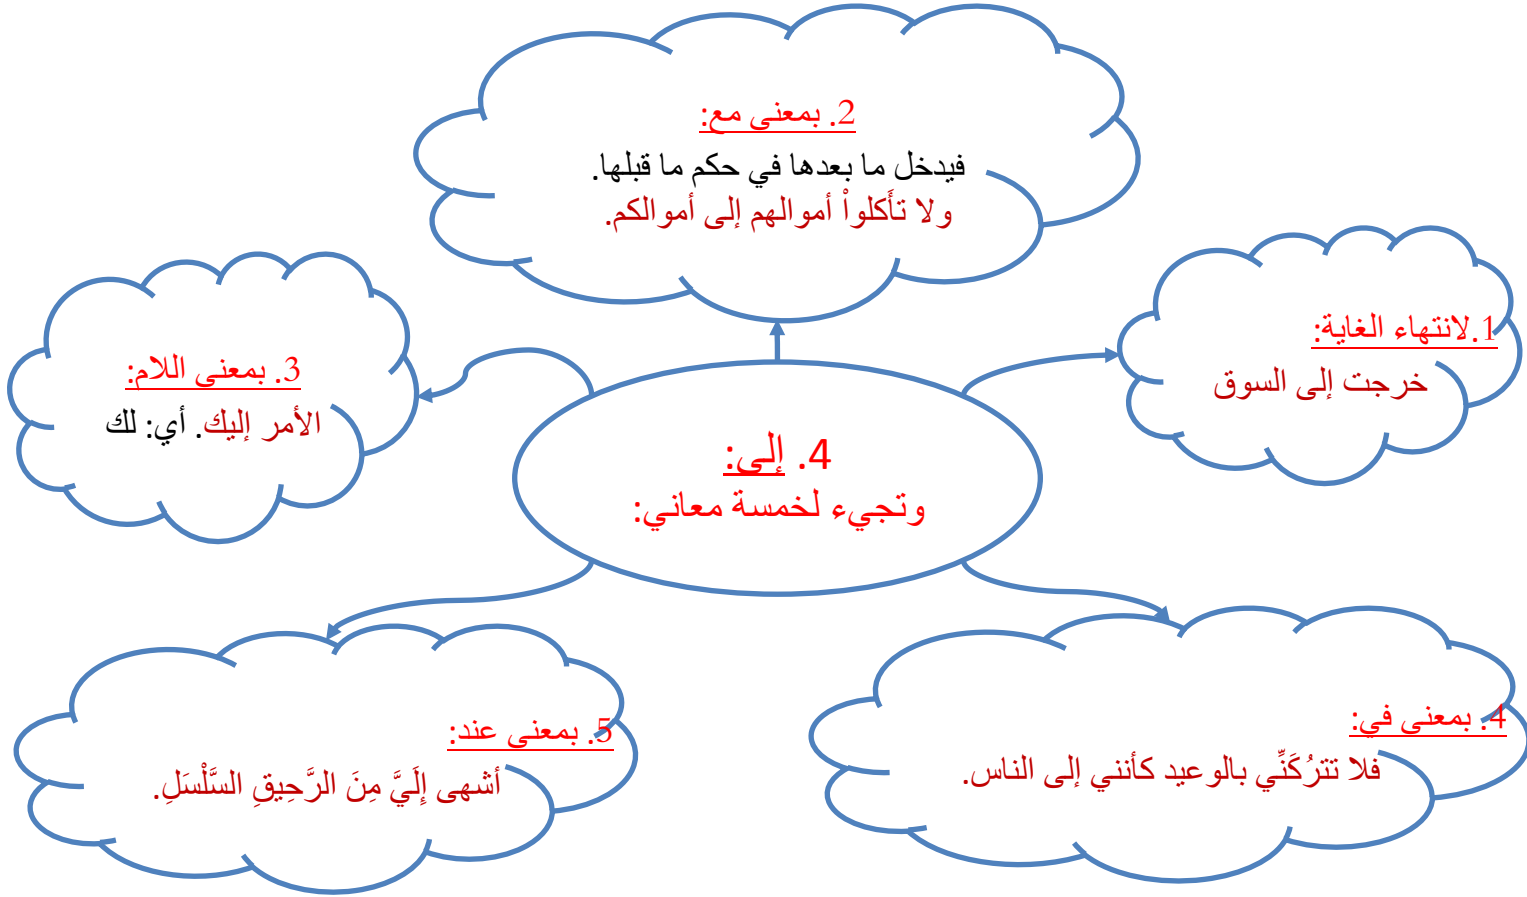 4. إلى:
وتجيء لخمسة معاني:
1.لانتهاء الغاية:
خرجت إلى السوق
2. بمعنى مع:
فيدخل ما بعدها في حكم ما قبلها.
ولا تأَكلواْ أموالهم إلى أموالكم.
3. بمعنى اللام:
الأمر إليك. أي: لك
4. بمعنى في:
فلا تترُكَنِّي بالوعيد كأنني إلى الناس.
5. بمعنى عند:
أشهى إِلَيَّ مِنَ الرَّحِيقِ السَّلْسَلِ.